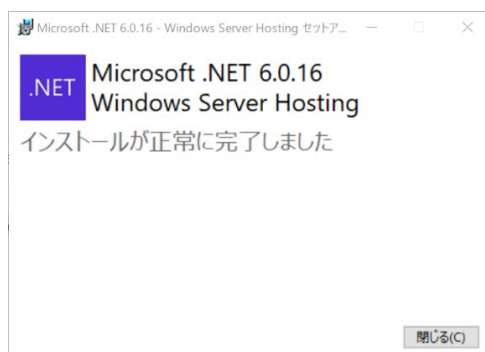 Microsoft .NET 6.0.16 - Windows Server Hosting セットア...
.NET
Microsoft .NET 6.0.16
Windows Server Hosting
インストールが正常に完了しました
閉じる(C)